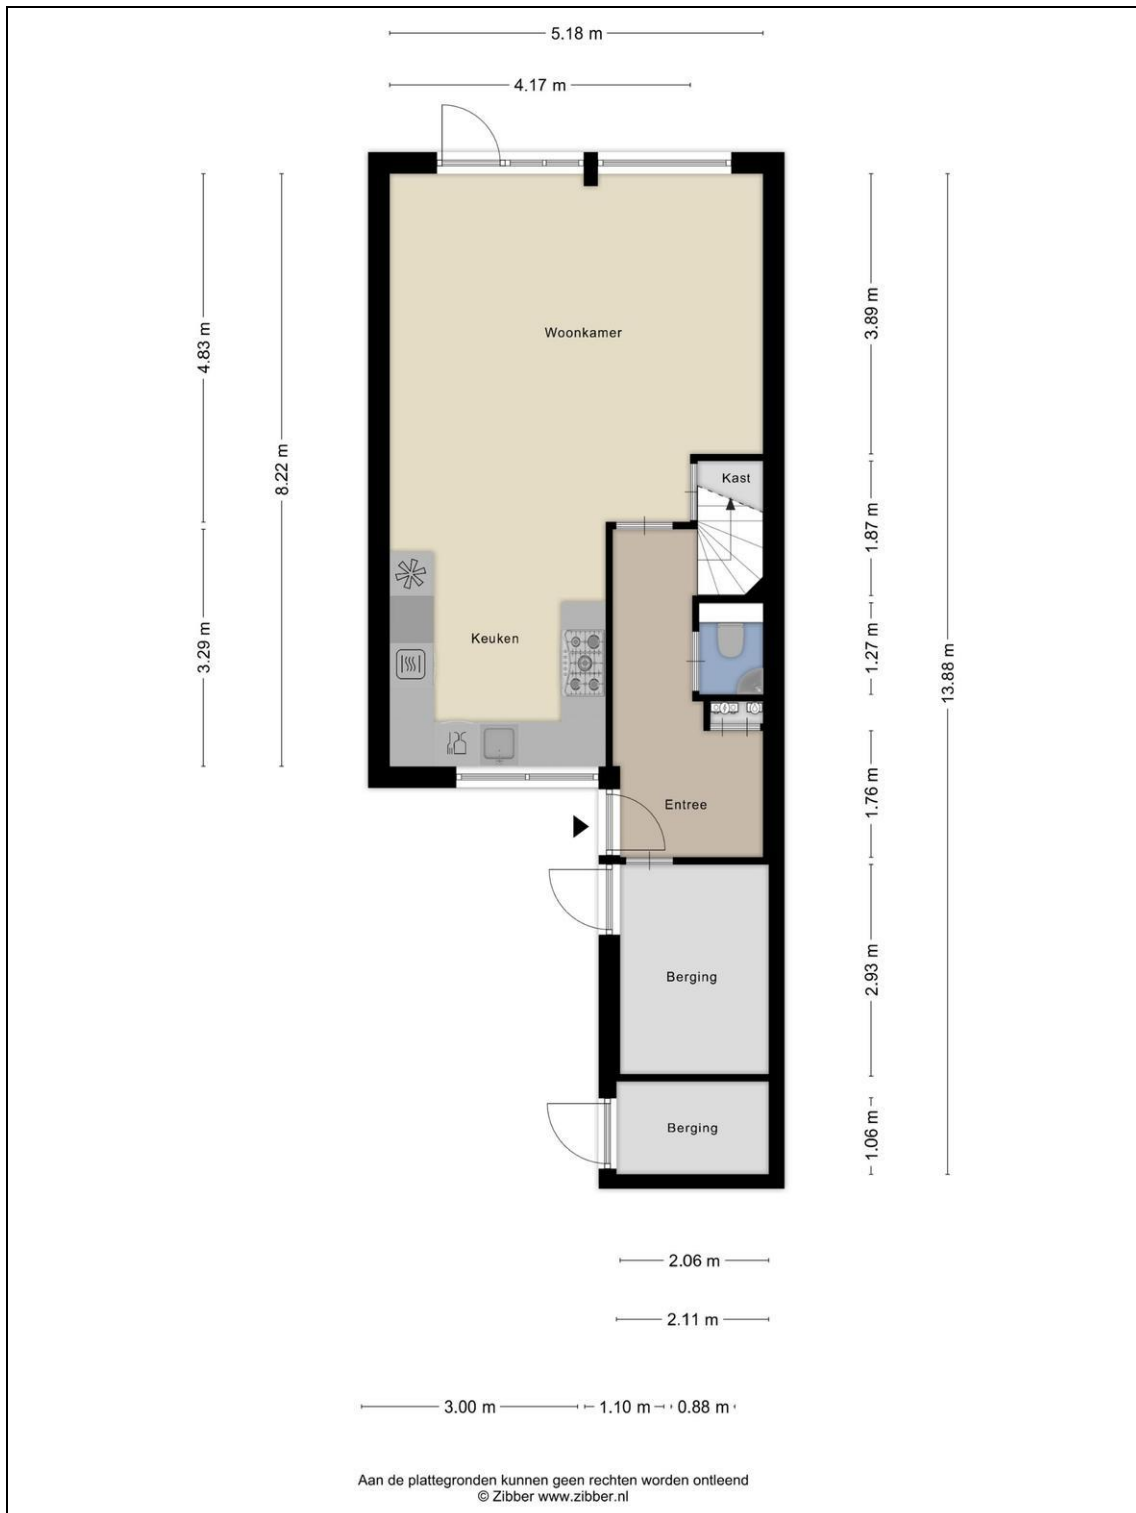 5.18 m
4.17 m
4.83 m
8.22 m
3.29 m
Woonkamer
Kast
Keuken
Entree
Berging
Berging
3.89 m
1.87 m
1.27 m
1.76 m
2.93 m
1.06 m
13.88 m
2.06 m
2.11 m
3.00 m
1.10 m
0.88 m
Aan de plattegronden kunnen geen rechten worden ontleend
© Zibber www.zibber.nl